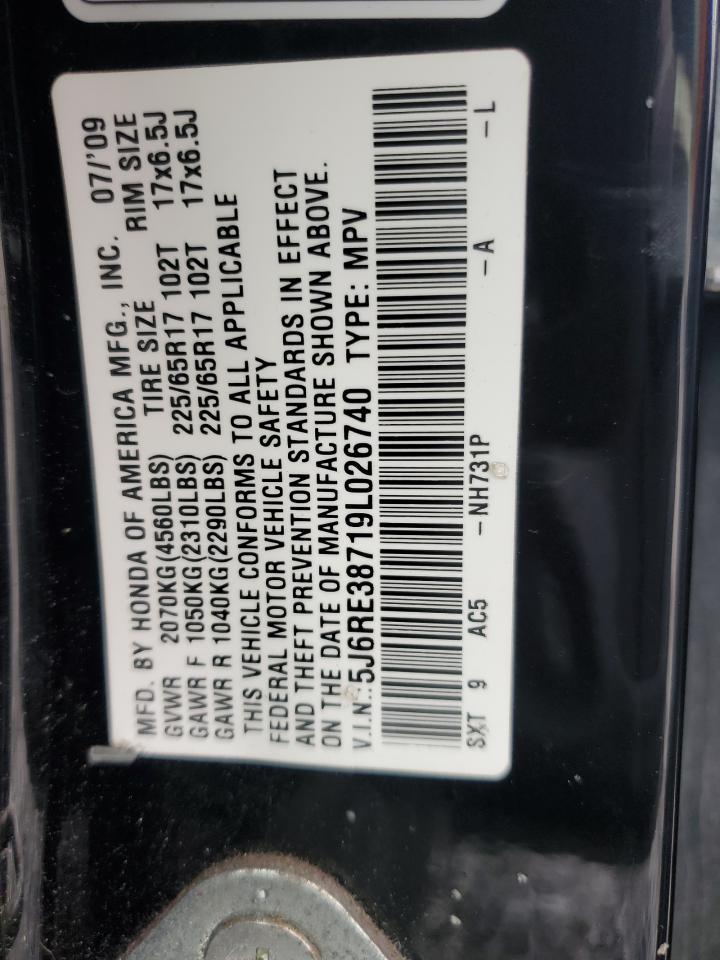 MFD. BY HONDA OF AMERICA MFG., INC. 07/'09
GVWR 2070KG(4560LBS) TIRE SIZE RIM SIZE
GAWR F 1050KG(2310LBS) 225/65R17 102T 17x6.5J
GAWR R 1040KG(2290LBS) 225/65R17 102T 17x6.5J
THIS VEHICLE CONFORMS TO ALL APPLICABLE
FEDERAL MOTOR VEHICLE SAFETY
AND THEFT PREVENTION STANDARDS IN EFFECT
ON THE DATE OF MANUFACTURE SHOWN ABOVE.
V.I.N.:5J6RE38719L026740 TYPE: MPV
SXT 9 AC5 -NH731P -A -L